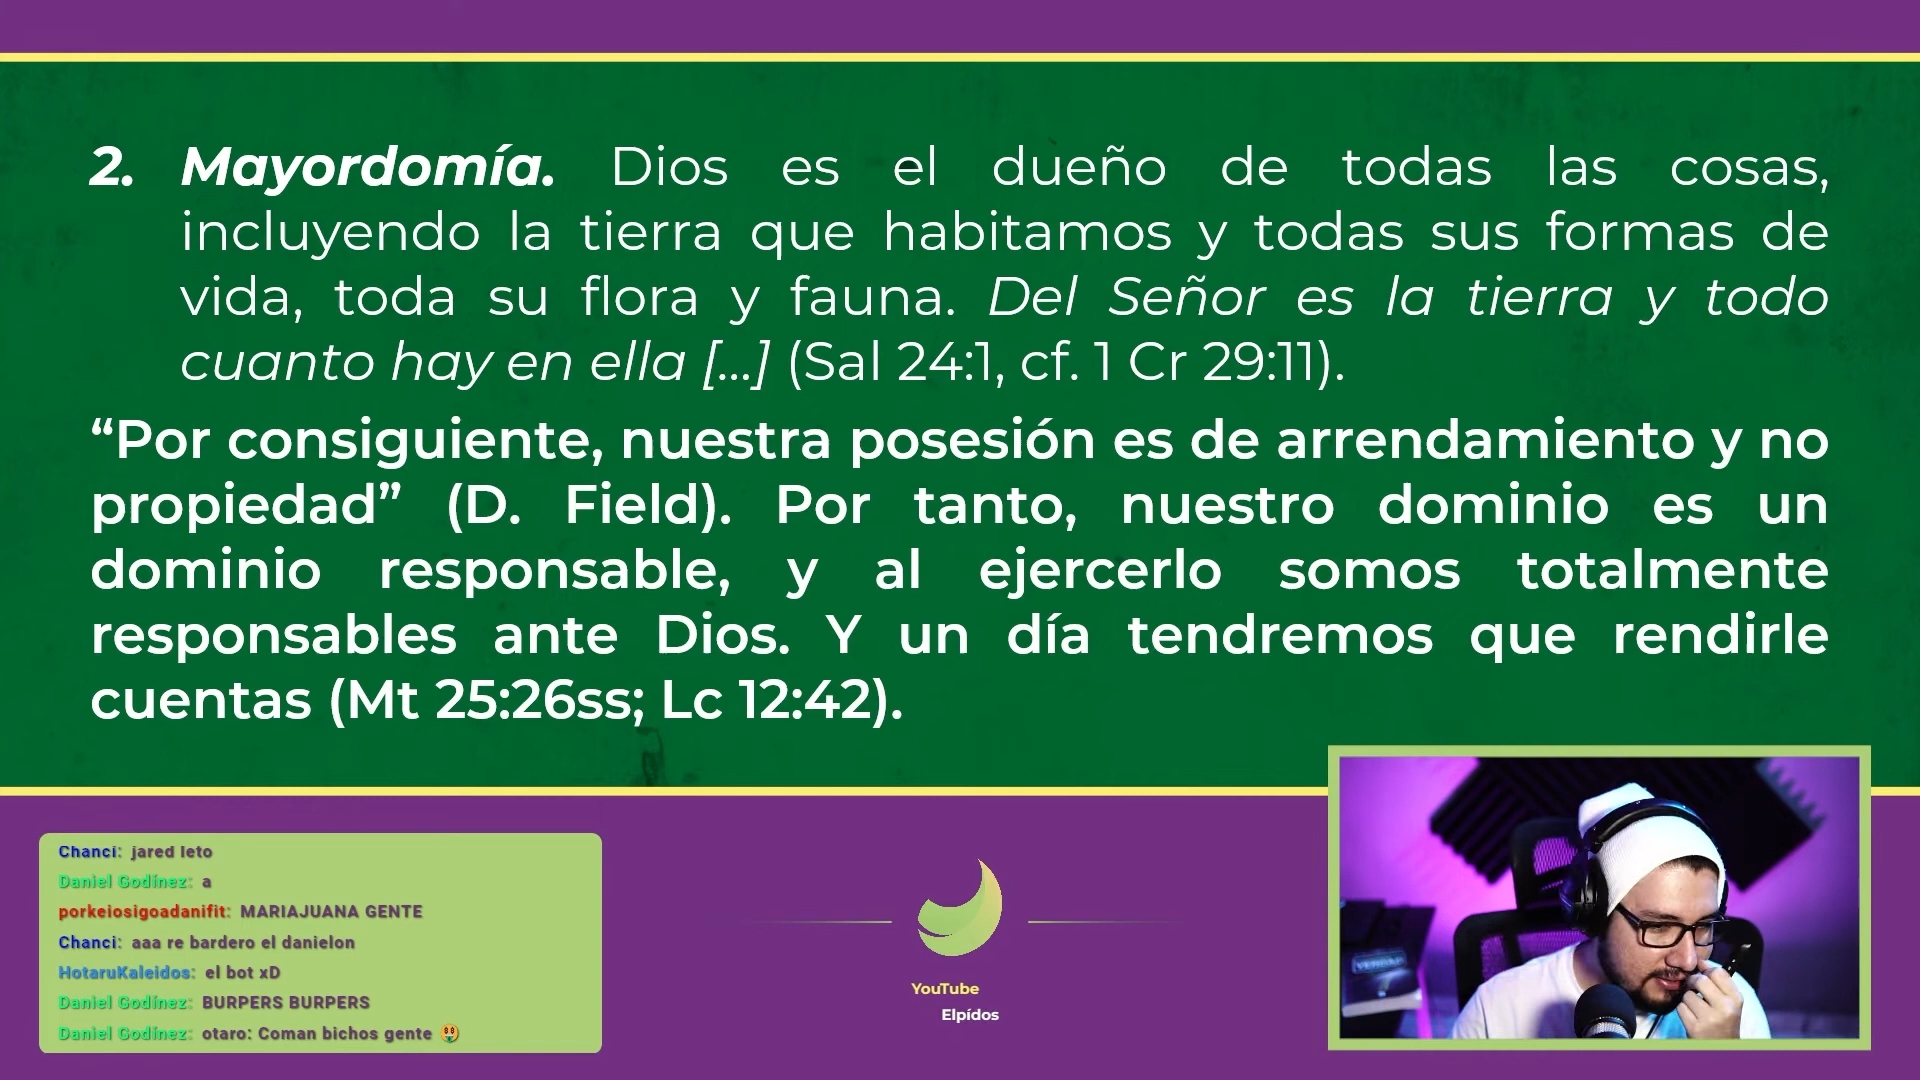 2. Mayordomía. Dios es el dueño de todas las cosas,
incluyendo la tierra que habitamos y todas sus formas de
vida, toda su flora y fauna. Del Señor es la tierra y todo
cuanto hay en ella [...] (Sal 24:1, cf. 1 Cr 29:11).
“Por consiguiente, nuestra posesión es de arrendamiento y no
propiedad” (D. Field). Por tanto, nuestro dominio es un
dominio responsable, y al ejercerlo somos totalmente
responsables ante Dios. Y un día tendremos que rendirle
cuentas (Mt 25:26ss; Lc 12:42).
Chanci: jared leto
Daniel Godínez: a
porkeiosigoadanifit: MARIAJUANA GENTE
Chanci: aaa re bardero el danielon
HotaruKaleidos: el bot xD
Daniel Godínez: BURPERS BURPERS
Daniel Godínez: otaro: Coman bichos gente 🤑
YouTube
Elpídos